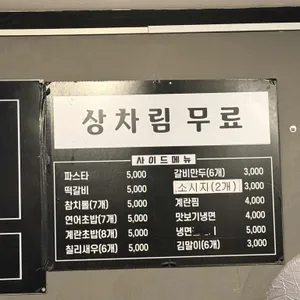 상차림 무료
사이드메뉴
파스타 5,000
떡갈비 5,000
참치롤(7개) 5,000
연어초밥(7개) 5,000
계란초밥(8개) 5,000
칠리새우(6개) 5,000
갈비만두(6개) 3,000
소시지(2개) 3,000
계란찜 4,000
맛보기냉면 4,000
냉면 5,000
김말이(6개) 3,000